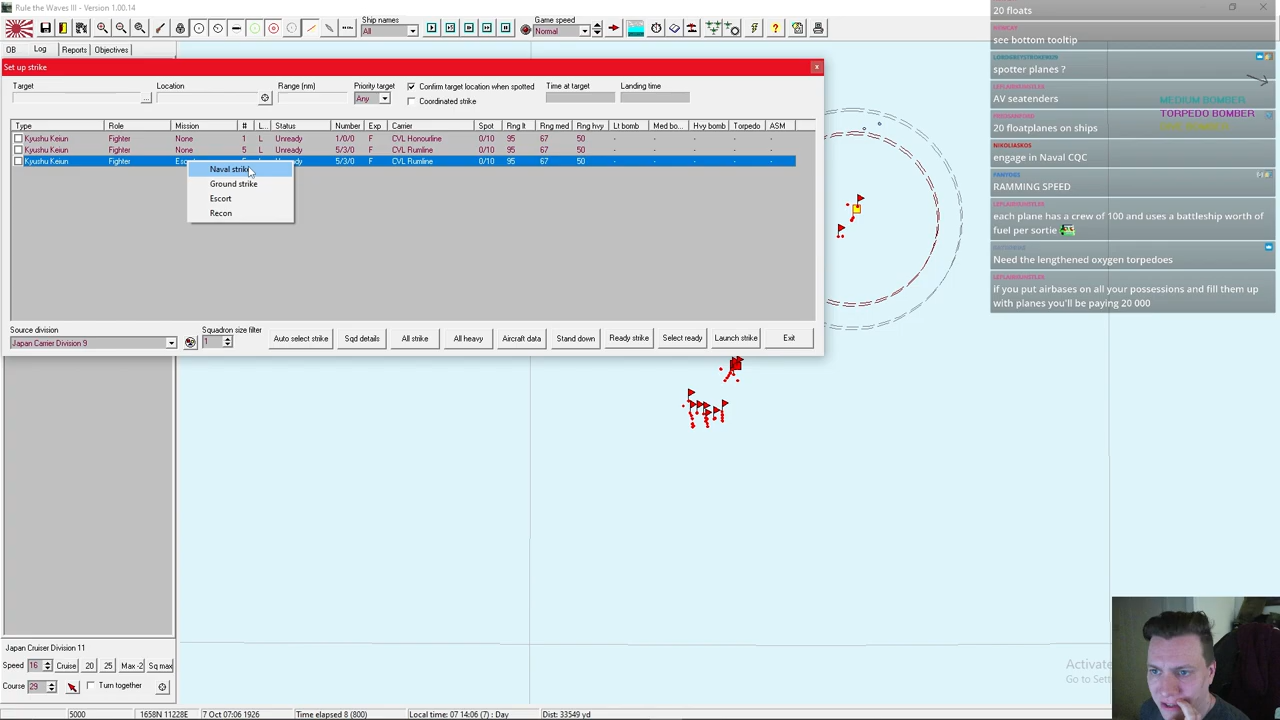 Rule the Waves III - Version 1.00.14
Ship names
All
Game speed
Normal
OB
Log
Reports
Objectives
Set up strike
Target
Location
Range (nm)
Priority target
Any
Confirm target location when spotted
Coordinated strike
Time at target
Landing time
Type Role Mission # L... Status Number Exp Carrier Spot Rng lt Rng med Rng hvy Lt bomb Med bo... Hvy bomb Torpedo ASM
Kyushu Keiun Fighter None 1 L Unready 1/0/0 F CVL Honourline 0/10 95 67 50 - - - - -
Kyushu Keiun Fighter None 5 L Unready 5/3/0 F CVL Rumline 0/10 95 67 50 - - - - -
Kyushu Keiun Fighter 5/3/0 F CVL Rumline 0/10 95 67 50 - - - - -
Naval strike
Ground strike
Escort
Recon
Source division
Japan Carrier Division 9
Squadron size filter
1
Auto select strike
Sqd details
All strike
All heavy
Aircraft data
Stand down
Ready strike
Select ready
Launch strike
Exit
20 floats
see bottom tooltip
spotter planes ?
AV seatenders
20 floatplanes on ships
NIKOLIASKOS
engage in Naval CQC
RAMMING SPEED
each plane has a crew of 100 and uses a battleship worth of
fuel per sortie
Need the lengthened oxygen torpedoes
if you put airbases on all your possessions and fill them up
with planes you'll be paying 20 000
MEDIUM BOMBER
TORPEDO BOMBER
Japan Cruiser Division 11
Speed 16 Cruise 20 25 Max -2 Sq max
Course 29 Turn together
5000
1658N 11228E
7 Oct 07:06 1926
Time elapsed 8 (800)
Local time: 07 14:06 (7) : Day
Dist: 33549 yd